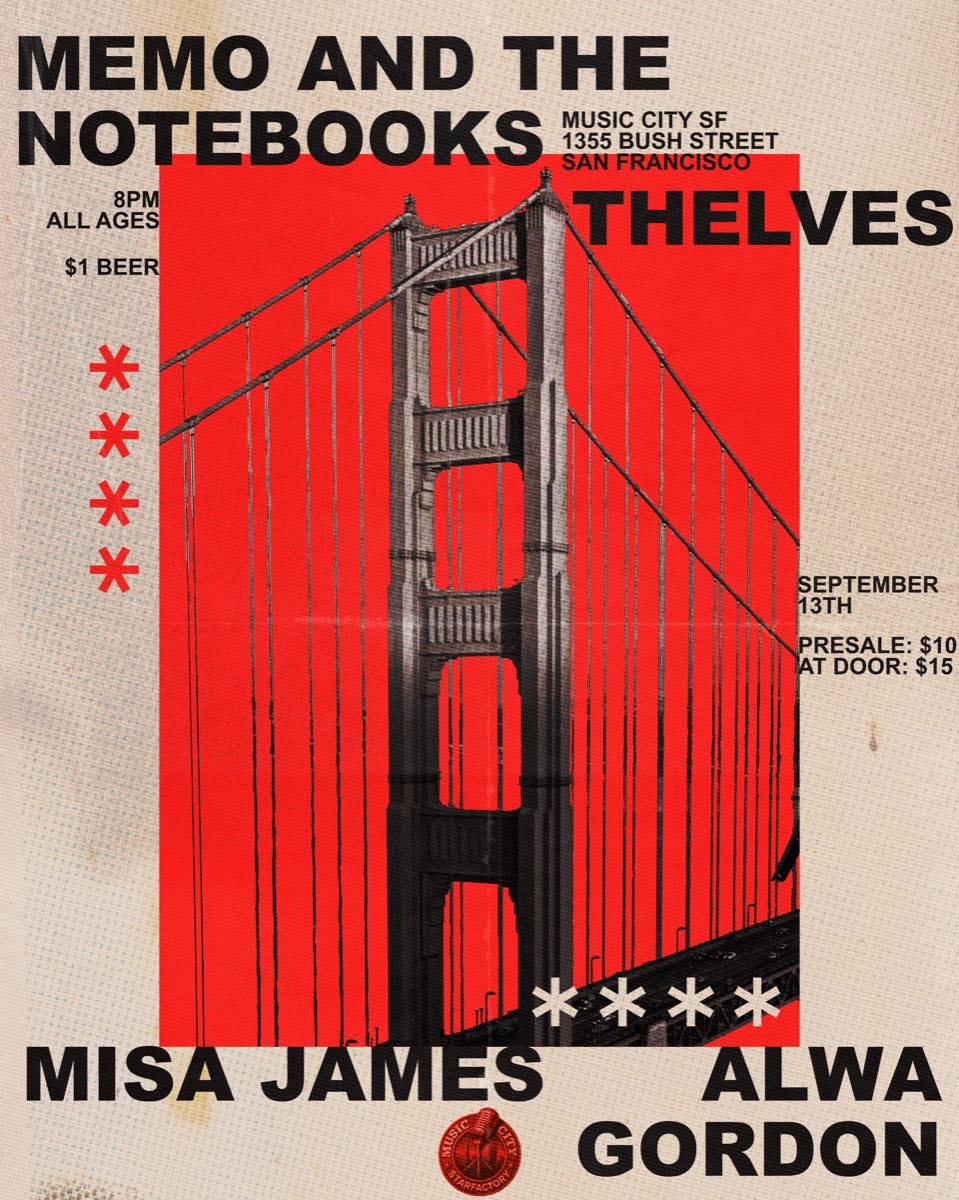 MEMO AND THE
NOTEBOOKS
MUSIC CITY SF
1355 BUSH STREET
SAN FRANCISCO
8PM
ALL AGES
$1 BEER
THELVES
SEPTEMBER
13TH
PRESALE: $10
AT DOOR: $15
MISA JAMES
ALWA
GORDON
MUSIC CITY
STARFACTORY